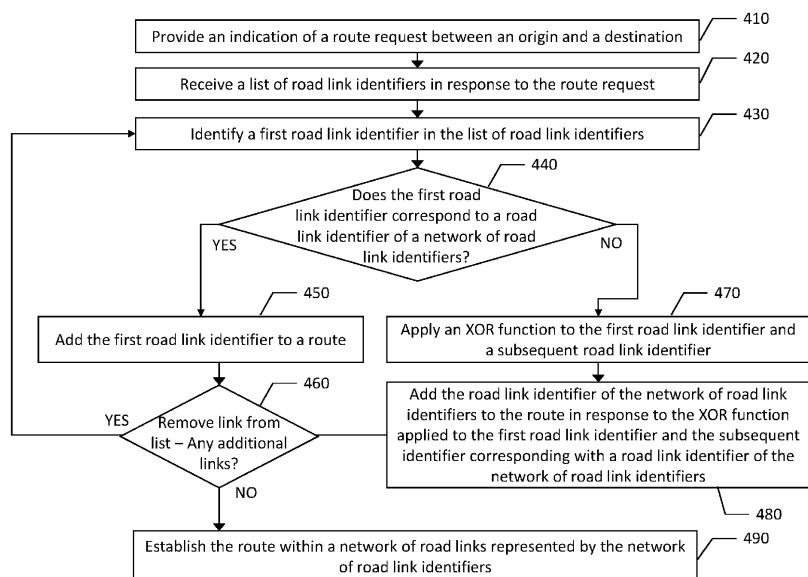 Provide an indication of a route request between an origin and a destination
410
Receive a list of road link identifiers in response to the route request
420
Identify a first road link identifier in the list of road link identifiers
430
440
Does the first road
link identifier correspond to a road
link identifier of a network of road
link identifiers?
YES
NO
450
Add the first road link identifier to a route
470
Apply an XOR function to the first road link identifier and
a subsequent road link identifier
460
YES
Remove link from
list – Any additional
links?
NO
Add the road link identifier of the network of road link
identifiers to the route in response to the XOR function
applied to the first road link identifier and the subsequent
identifier corresponding with a road link identifier of the
network of road link identifiers
480
Establish the route within a network of road links represented by the network
of road link identifiers
490